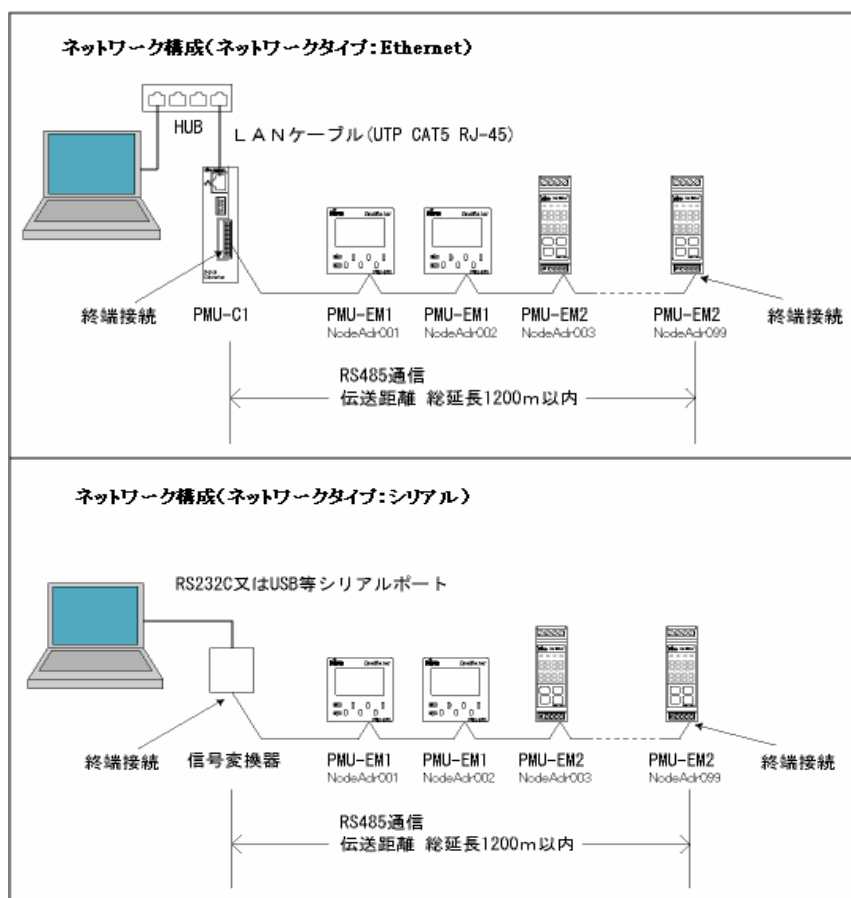 ネットワーク構成(ネットワークタイプ:Ethernet)
HUB
LANケーブル(UTP CAT5 RJ-45)
終端接続
PMU-C1
PMU-EM1
NodeAdr001
PMU-EM1
NodeAdr002
PMU-EM2
NodeAdr003
PMU-EM2
NodeAdr099
終端接続
RS485通信
伝送距離 総延長1200m以内
ネットワーク構成(ネットワークタイプ:シリアル)
RS232C又はUSB等シリアルポート
終端接続
信号変換器
PMU-EM1
NodeAdr001
PMU-EM1
NodeAdr002
PMU-EM2
NodeAdr003
PMU-EM2
NodeAdr099
終端接続
RS485通信
伝送距離 総延長1200m以内